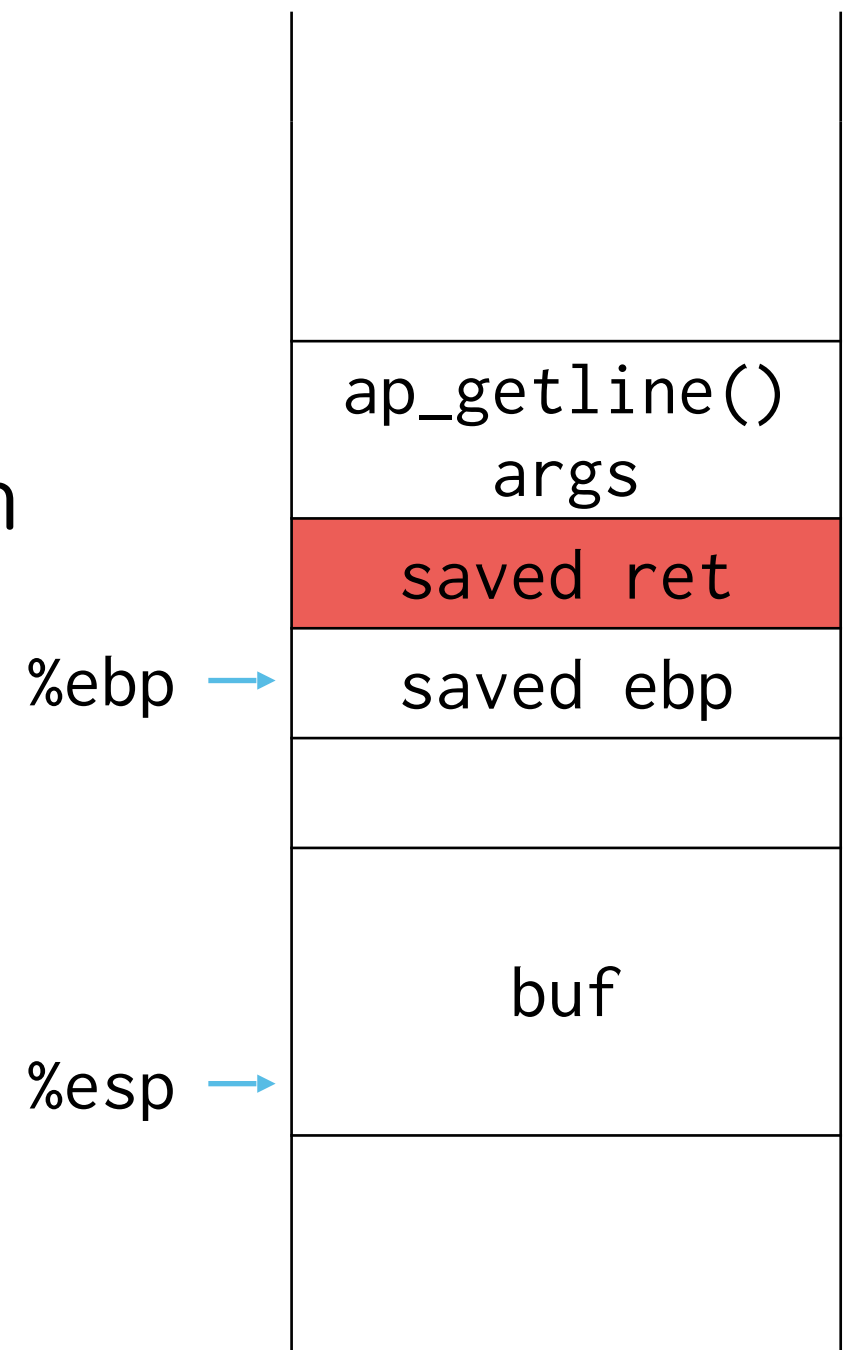 ap_getline()
args
saved ret
%ebp saved ebp
buf
%esp